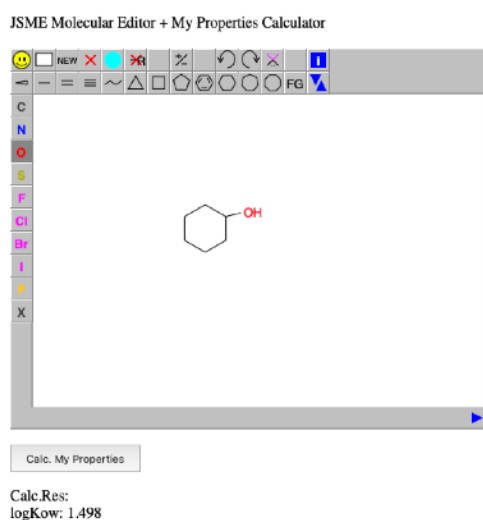 JSME Molecular Editor + My Properties Calculator
NEW R
FG
C
N
O
S
F
Cl
Br
I
P
X
OH
Calc. My Properties
Calc.Res:
logKow: 1.498